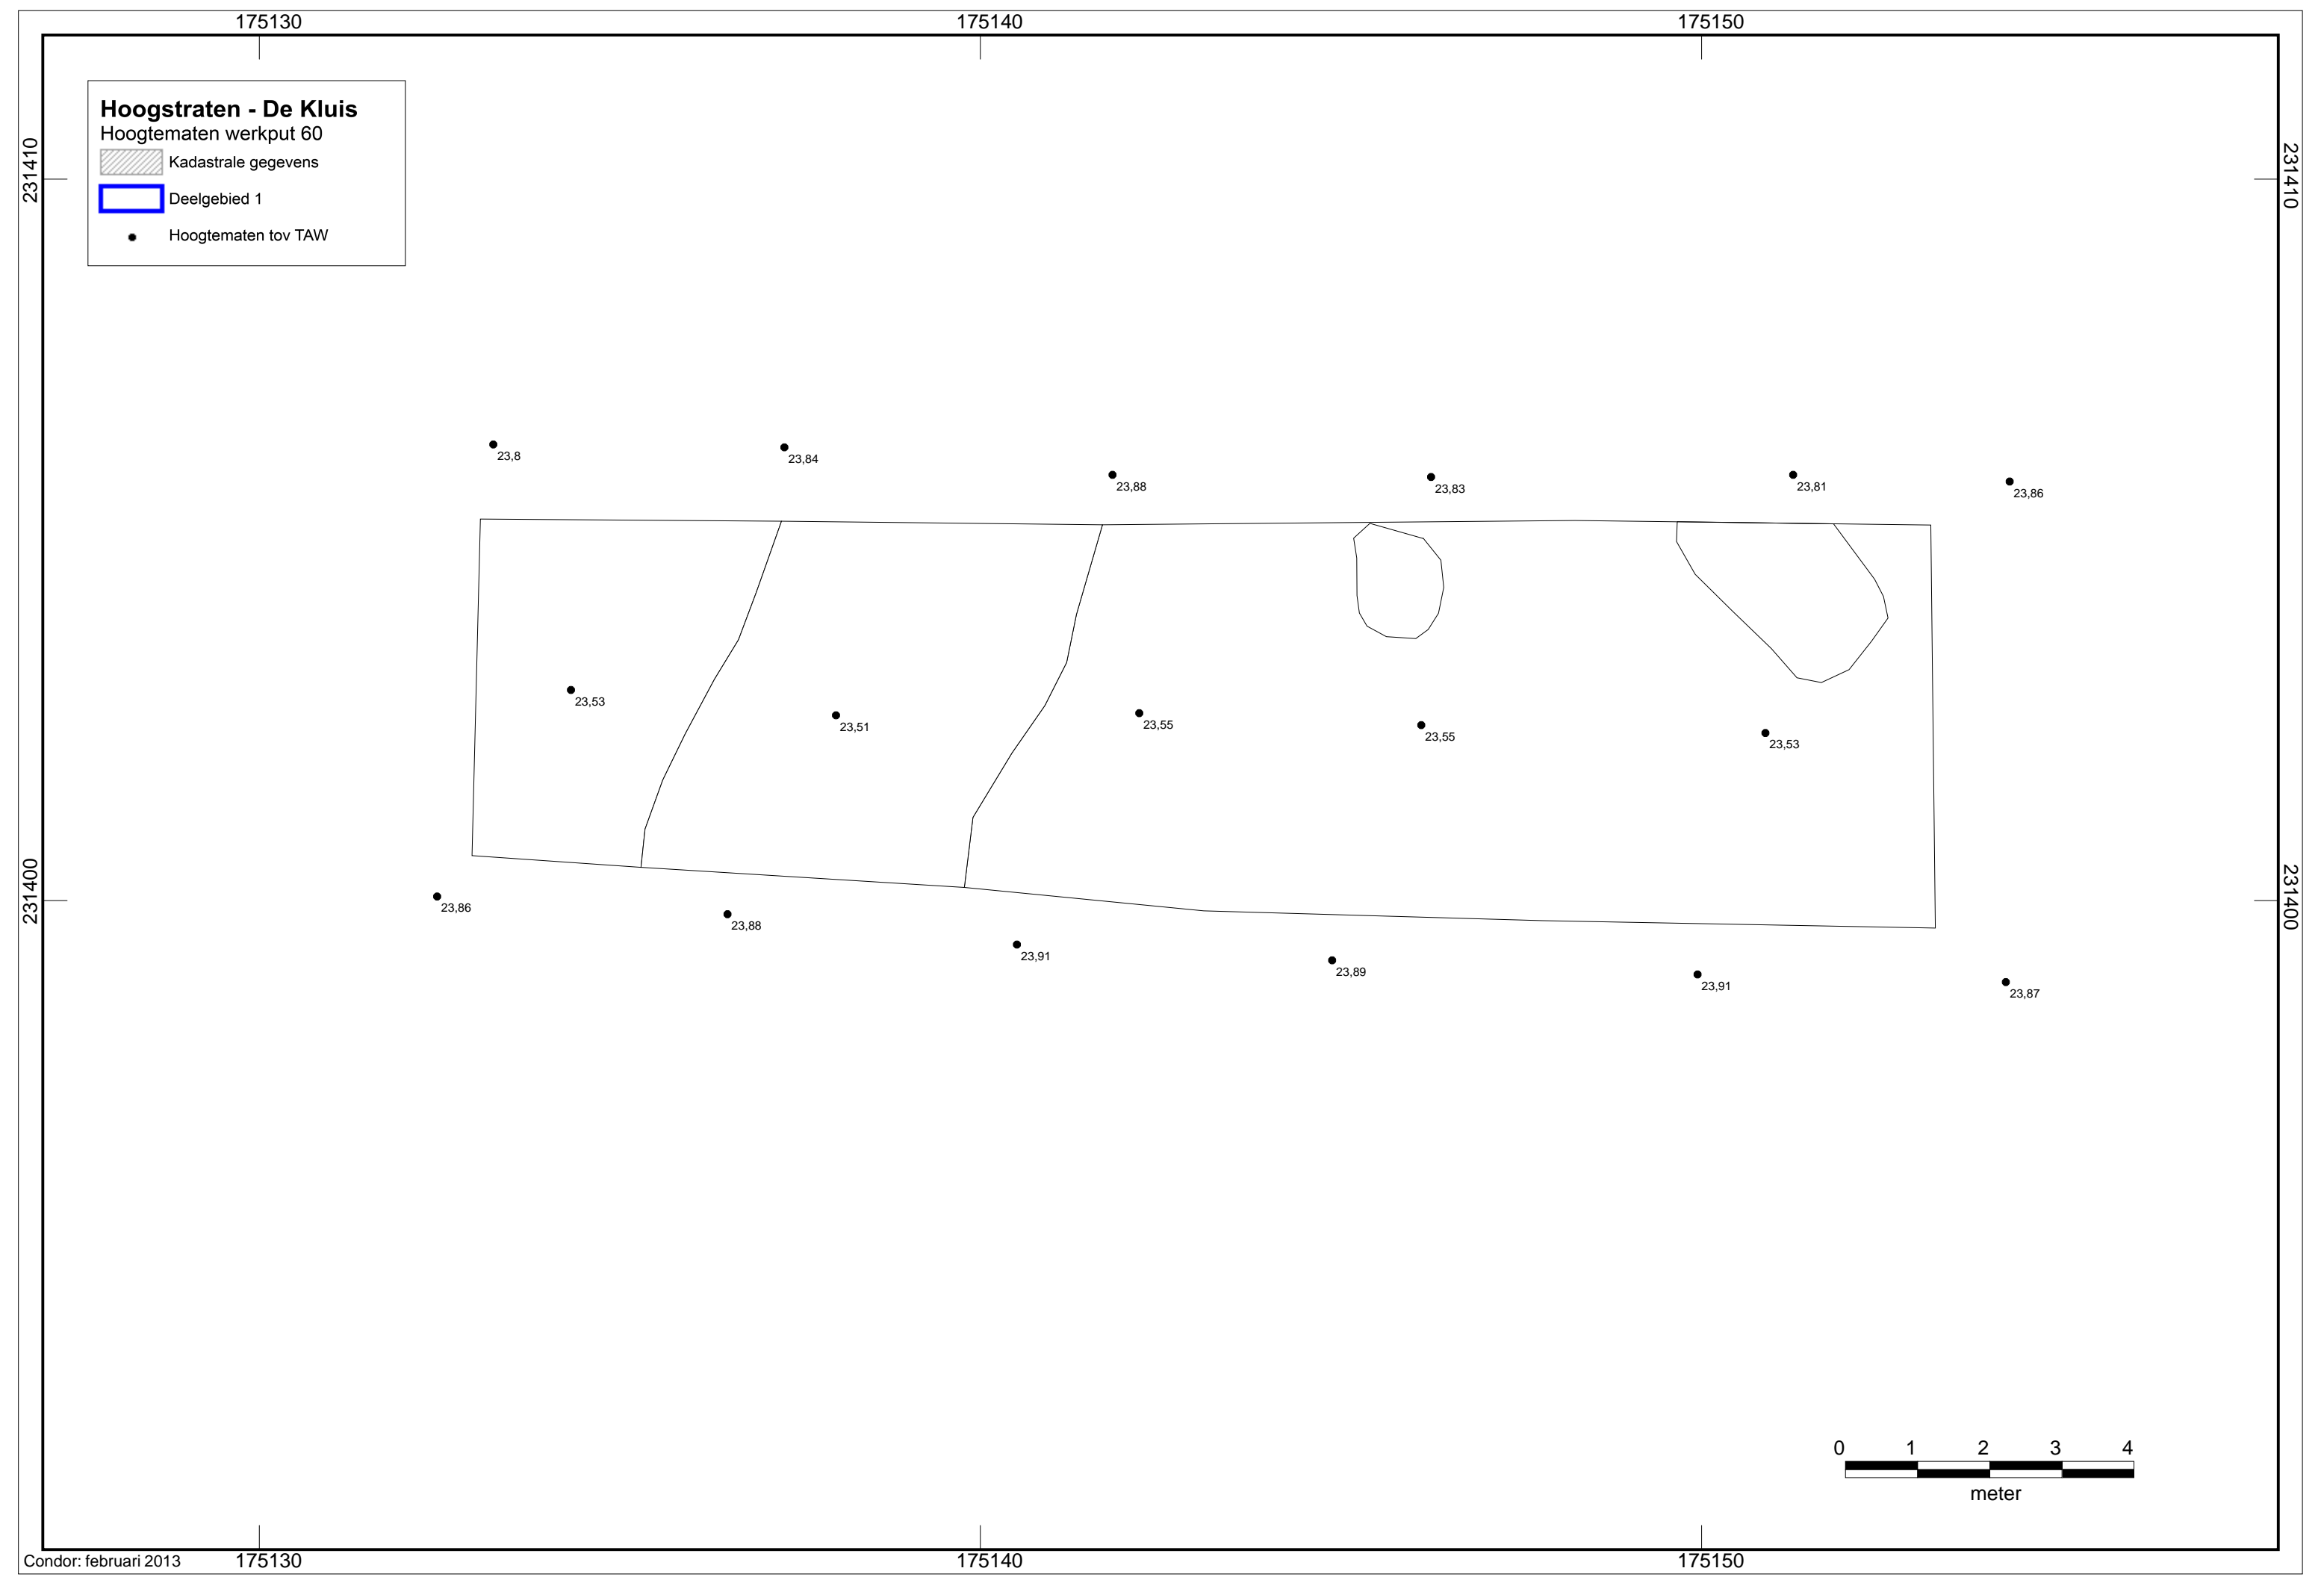 175130 175140 175150
Hoogstraten - De Kluis
Hoogtematen werkput 60
Kadastrale gegevens
Deelgebied 1
Hoogtematen tov TAW
231410 231410
23,8 23,84 23,88 23,83 23,81 23,86
23,53 23,51 23,55 23,55 23,53
231400 231400
23,86 23,88 23,91 23,89 23,91 23,87
0 1 2 3 4
meter
Condor: februari 2013
175130 175140 175150